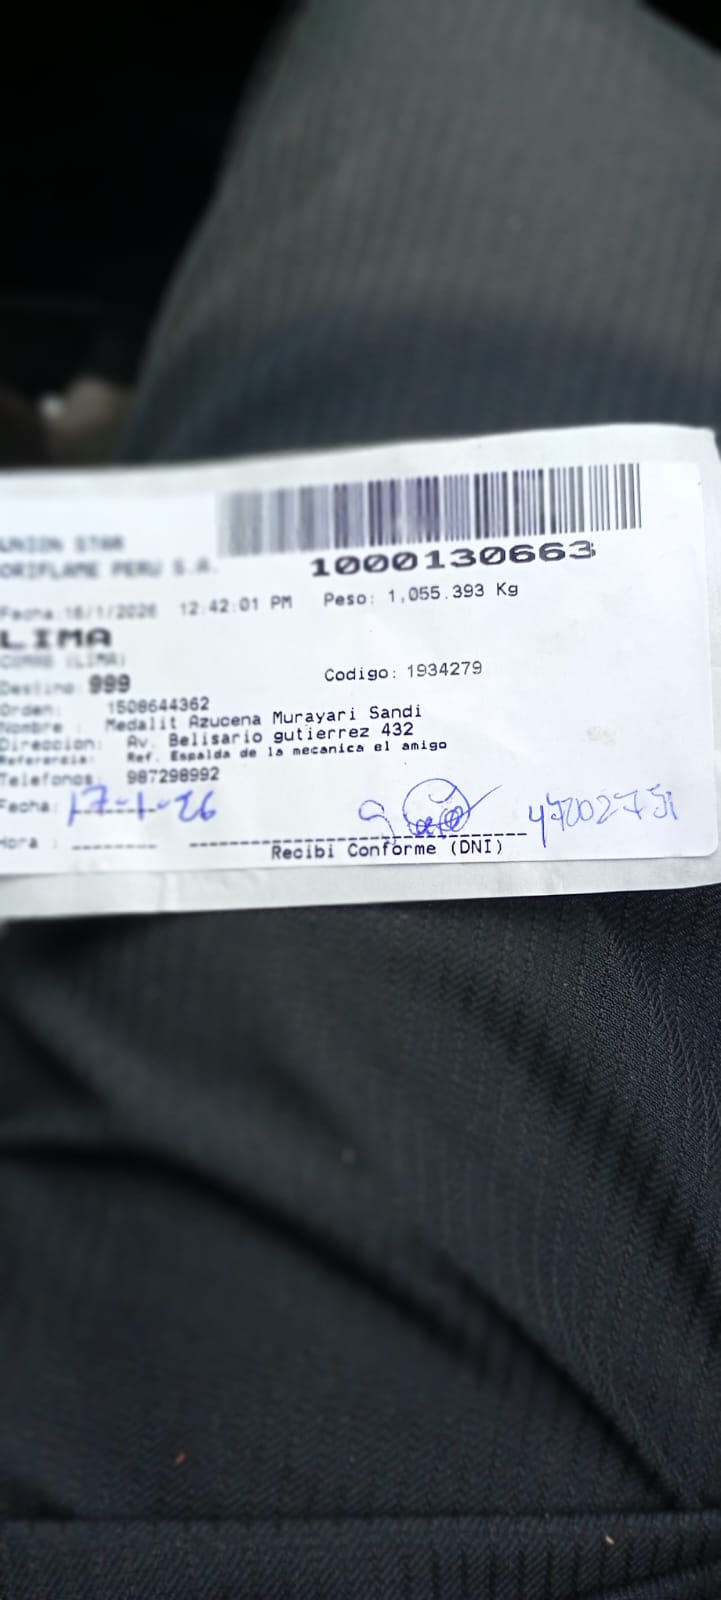 UNION STAR
ORIFLAME PERU S.A.
1000130663
Fecha: 16/1/2026 12:42:01 PM Peso: 1,055.393 Kg
LIMA
COMAS (LIMA)
Destino: 999
Codigo: 1934279
Orden: 1508644362
Nombre : Medalit Azucena Murayari Sandi
Direccion: Av. Belisario gutierrez 432
Referencia: Ref. Espalda de la mecanica el amigo
Telefonos: 987298992
Fecha: 17-1-26
Hora :
Recibi Conforme (DNI)